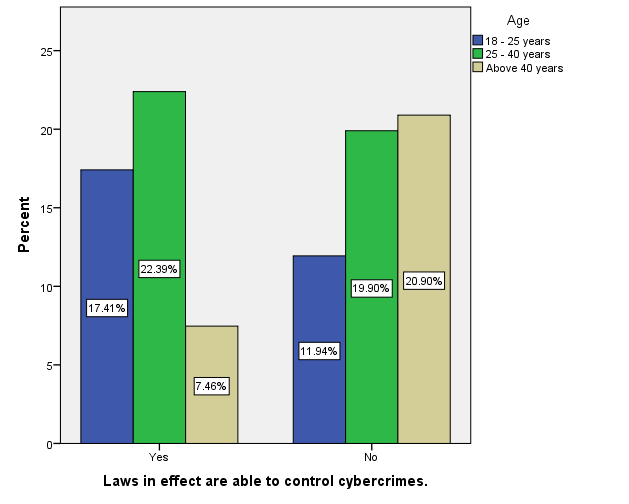 Age
18 - 25 years
25 - 40 years
Above 40 years
Percent
25
20
15
10
5
0
17.41%
22.39%
7.46%
11.94%
19.90%
20.90%
Yes
No
Laws in effect are able to control cybercrimes.